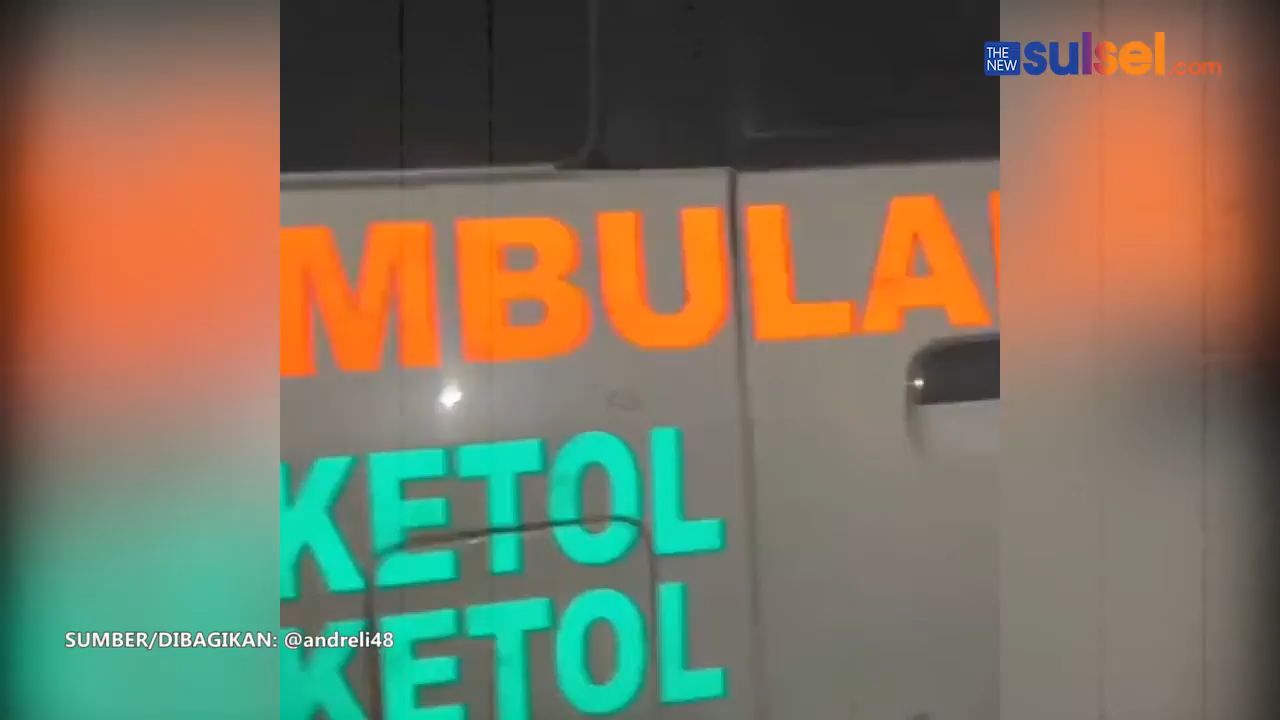 THE NEW sulsel.com
MBULA
KETOL
KETOL
SUMBER/DIBAGIKAN: @andreli48